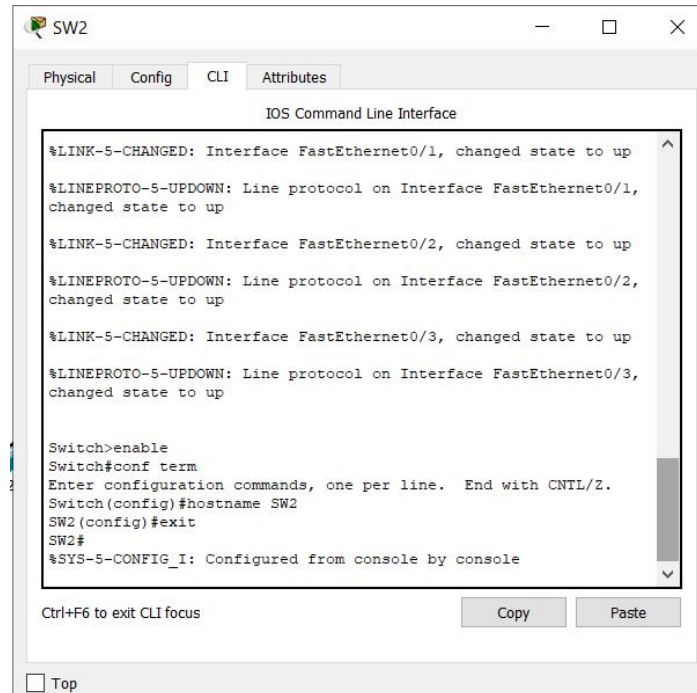 SW2
Physical Config CLI Attributes
IOS Command Line Interface
%LINK-5-CHANGED: Interface FastEthernet0/1, changed state to up
%LINEPROTO-5-UPDOWN: Line protocol on Interface FastEthernet0/1,
changed state to up
%LINK-5-CHANGED: Interface FastEthernet0/2, changed state to up
%LINEPROTO-5-UPDOWN: Line protocol on Interface FastEthernet0/2,
changed state to up
%LINK-5-CHANGED: Interface FastEthernet0/3, changed state to up
%LINEPROTO-5-UPDOWN: Line protocol on Interface FastEthernet0/3,
changed state to up
Switch>enable
Switch#conf term
Enter configuration commands, one per line.  End with CNTL/Z.
Switch(config)#hostname SW2
SW2(config)#exit
SW2#
%SYS-5-CONFIG_I: Configured from console by console
Ctrl+F6 to exit CLI focus Copy Paste
Top